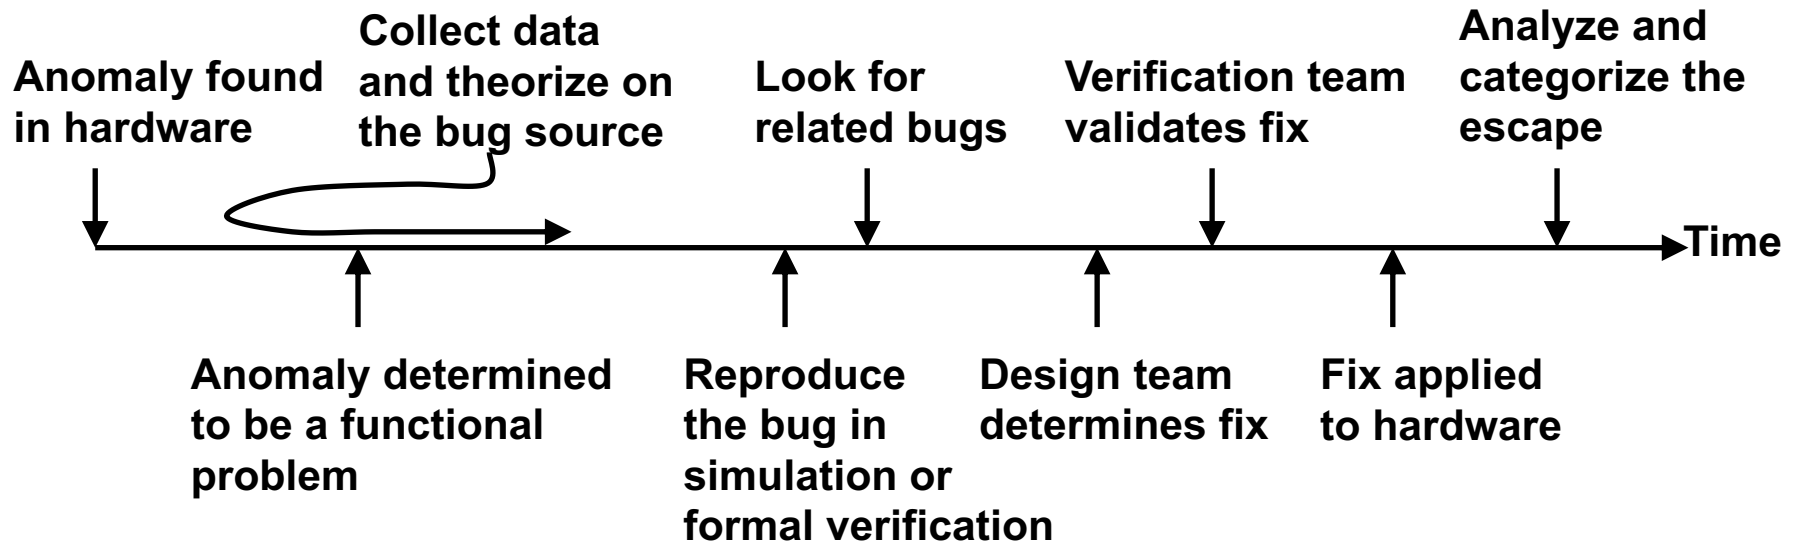 Anomaly found
in hardware
Collect data
and theorize on
the bug source
Look for
related bugs
Verification team
validates fix
Analyze and
categorize the
escape
Time
Anomaly determined
to be a functional
problem
Reproduce
the bug in
simulation or
formal verification
Design team
determines fix
Fix applied
to hardware